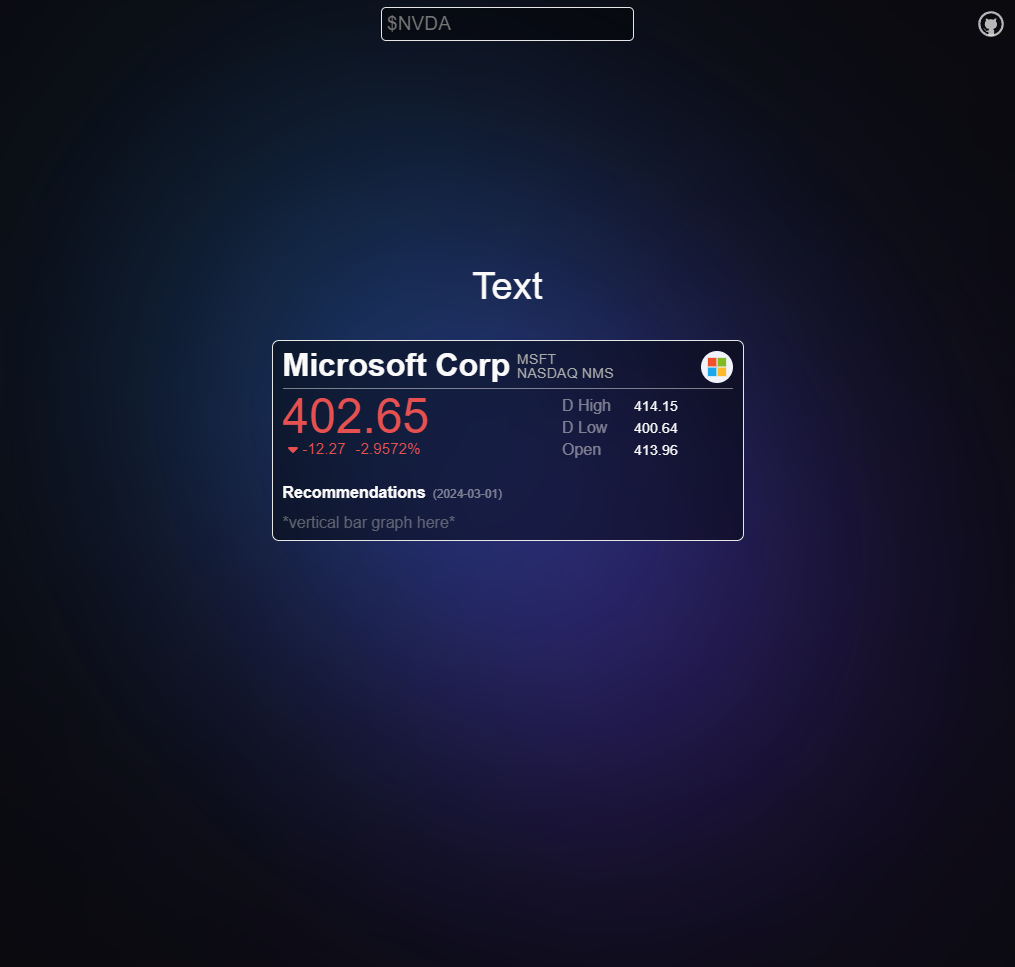 $NVDA
Text
Microsoft Corp MSFT
NASDAQ NMS
402.65
-12.27 -2.9572%
D High 414.15
D Low 400.64
Open 413.96
Recommendations (2024-03-01)
*vertical bar graph here*